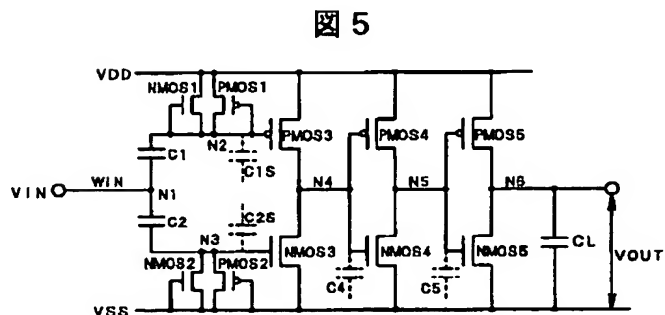 図 5
VDD
NMOS1 PMOS1
N2
PMOS3 PMOS4 PMOS5
C1 C1S
VIN WIN N1 N4 N5 N6
C2 C2S
N3
NMOS3 NMOS4 NMOS5 CL
NMOS2 PMOS2 C4 C5 VOUT
VSS